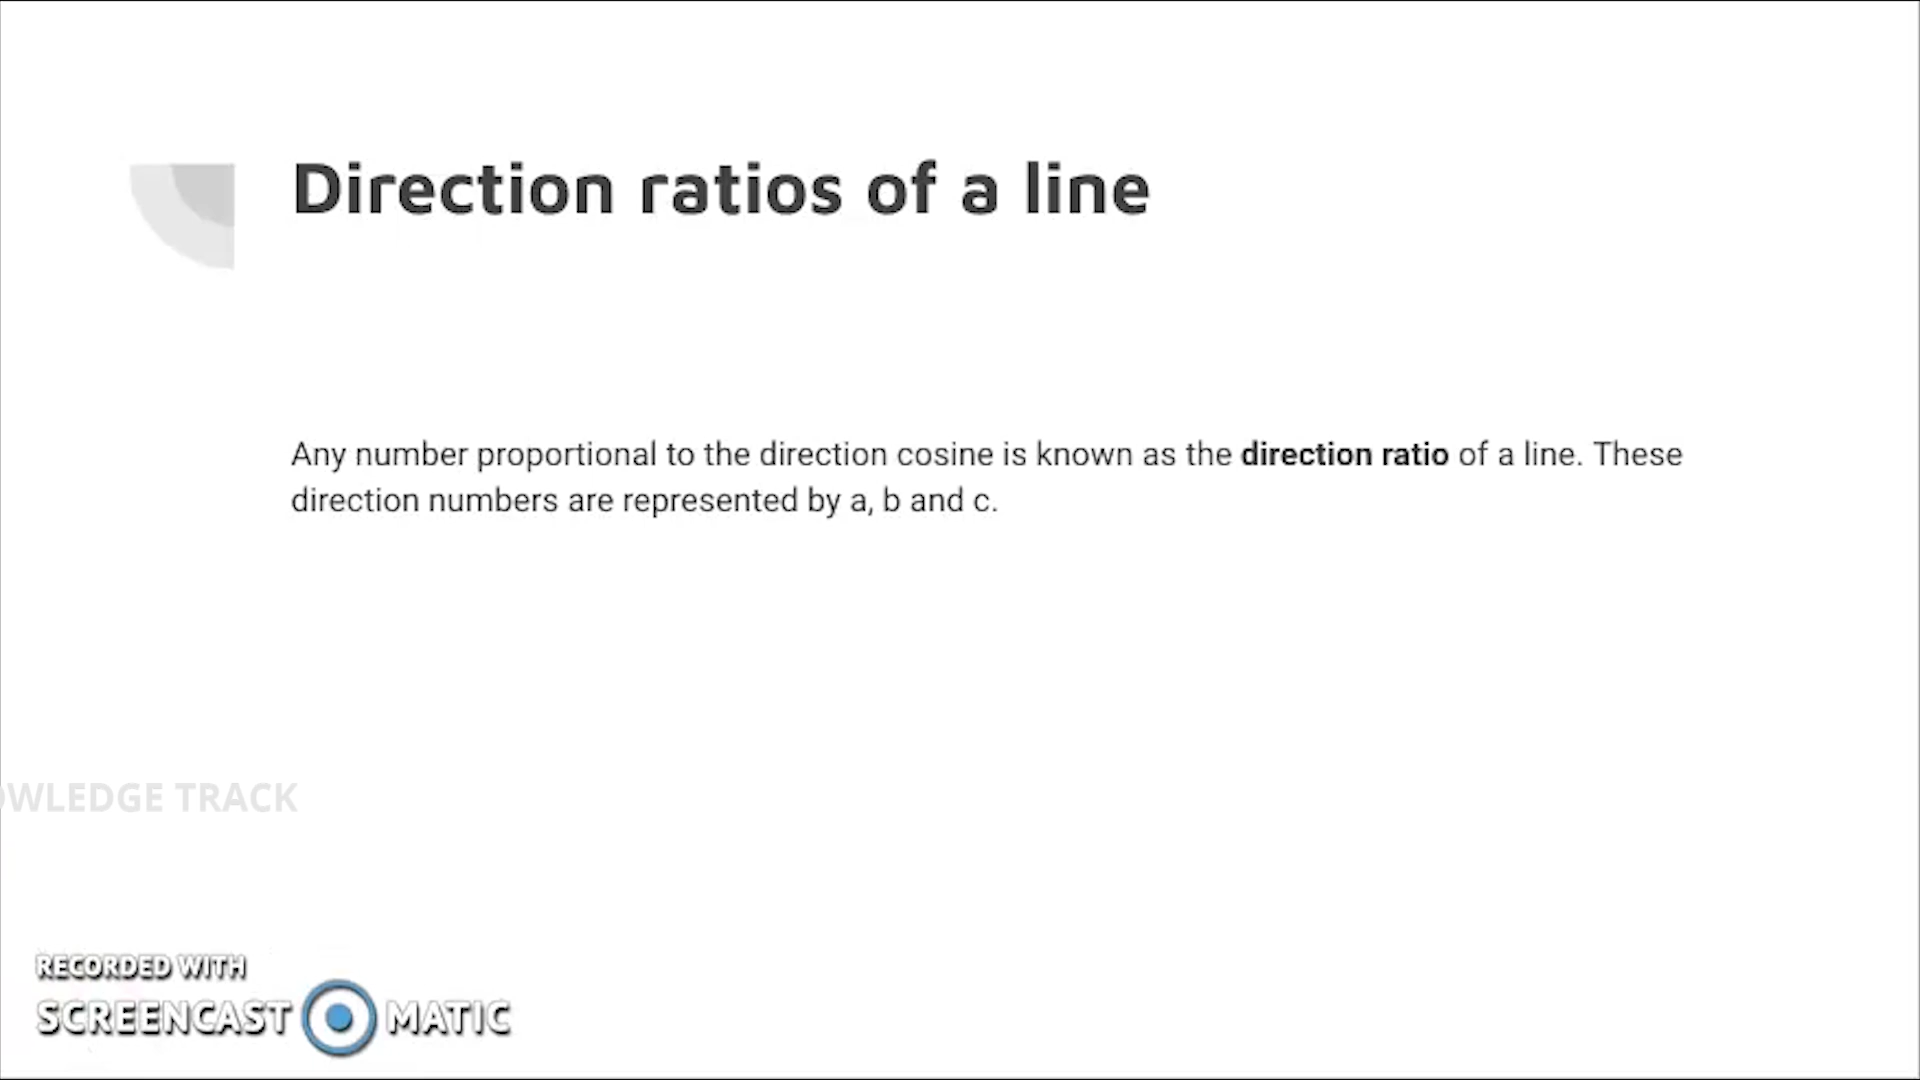 Direction ratios of a line
Any number proportional to the direction cosine is known as the direction ratio of a line. These
direction numbers are represented by a, b and c.
OWLEDGE TRACK
RECORDED WITH
SCREENCAST MATIC